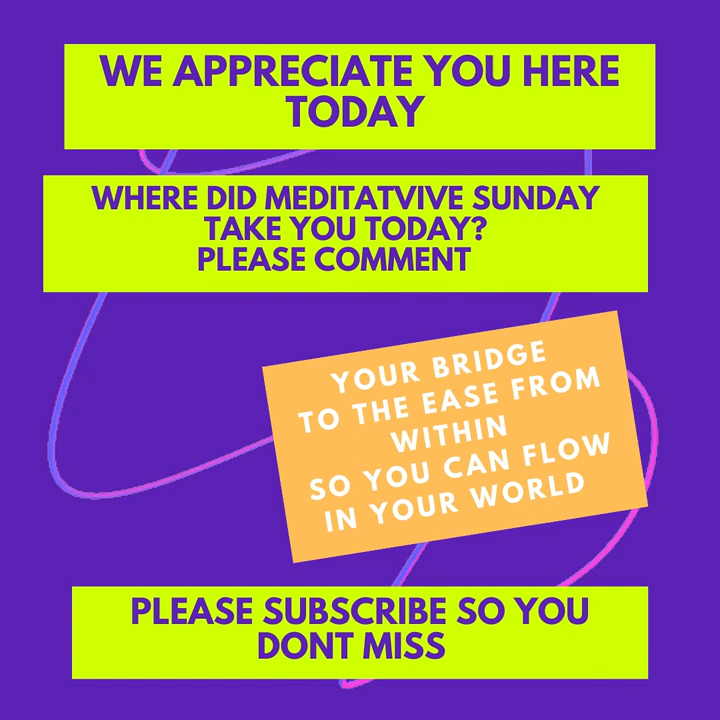 WE APPRECIATE YOU HERE
TODAY
WHERE DID MEDITATVIVE SUNDAY
TAKE YOU TODAY?
PLEASE COMMENT
YOUR BRIDGE
TO THE EASE FROM
WITHIN
SO YOU CAN FLOW
IN YOUR WORLD
PLEASE SUBSCRIBE SO YOU
DONT MISS